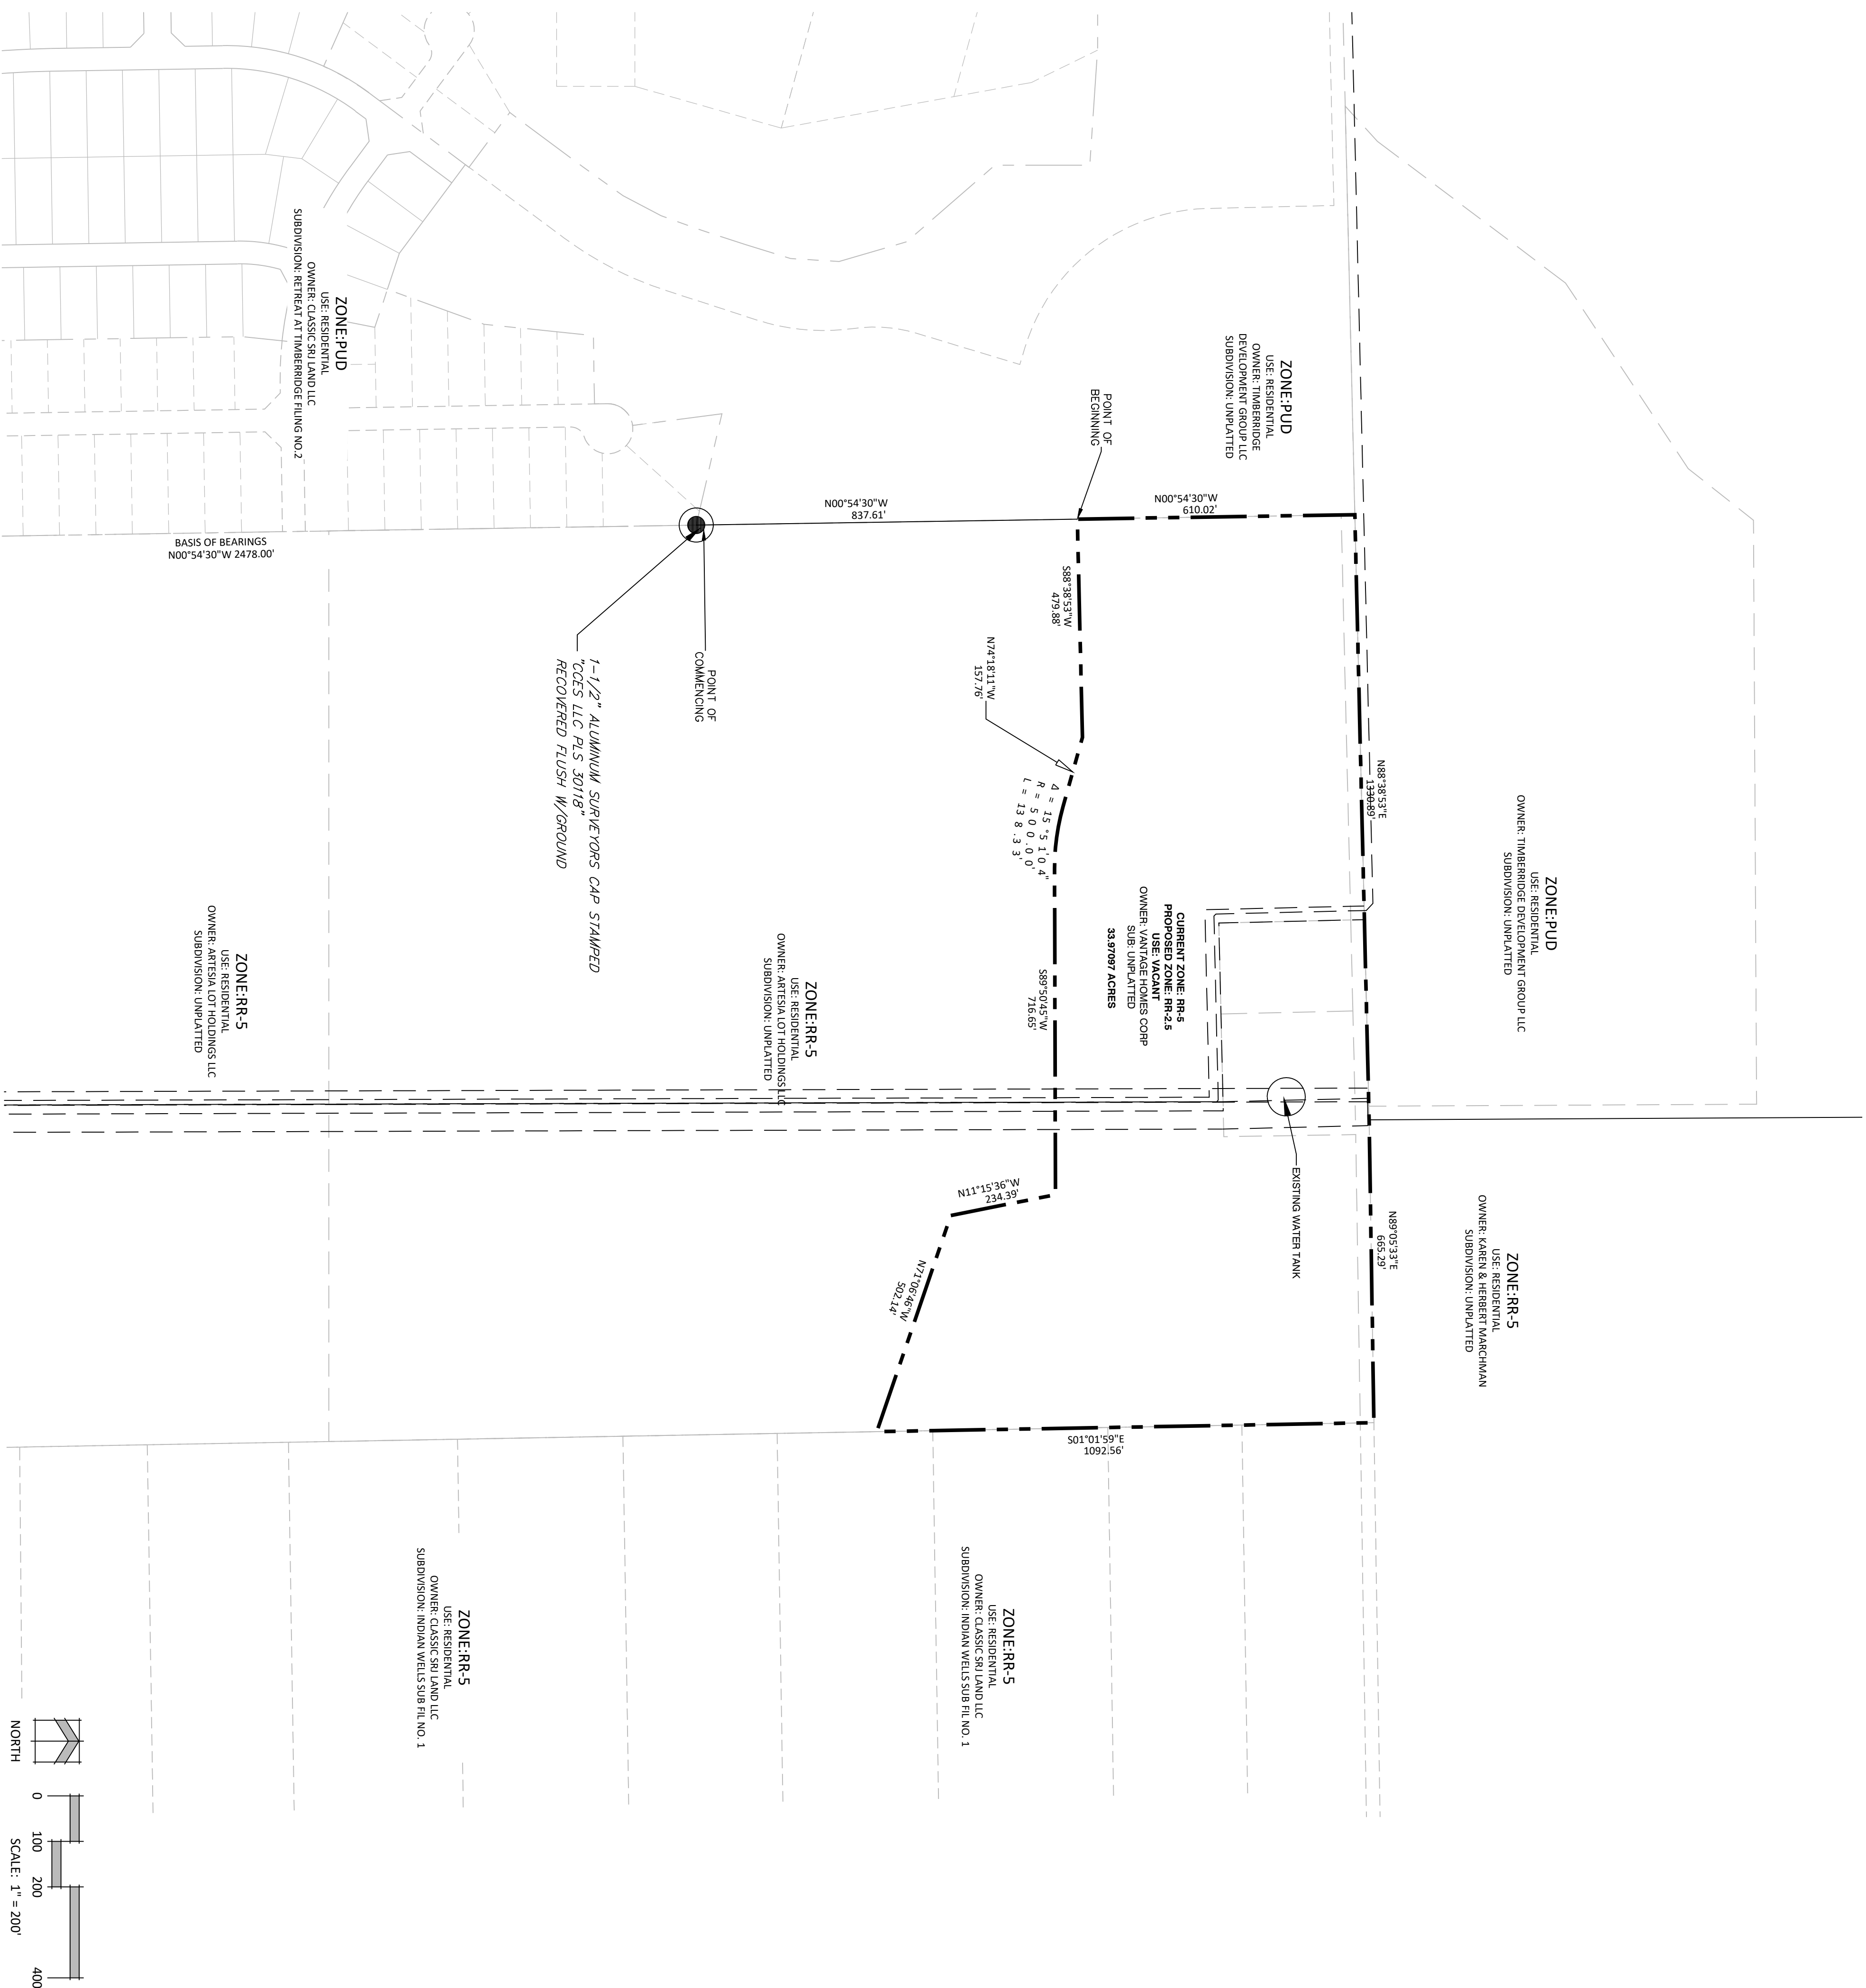 ZONE:PUD
USE: RESIDENTIAL
OWNER: TIMBERRIDGE DEVELOPMENT GROUP LLC
SUBDIVISION: UNPLATTED
ZONE:RR-5
USE: RESIDENTIAL
OWNER: KAREN & HERBERT MARCHMAN
SUBDIVISION: UNPLATTED
N88°38'53"E
1330.89'
N89°05'33"E
665.29'
ZONE:PUD
USE: RESIDENTIAL
OWNER: TIMBERRIDGE
DEVELOPMENT GROUP LLC
SUBDIVISION: UNPLATTED
N00°54'30"W
610.02'
EXISTING WATER TANK
CURRENT ZONE: RR-5
PROPOSED ZONE: RR-2.5
USE: VACANT
OWNER: VANTAGE HOMES CORP
SUB: UNPLATTED
33.97097 ACRES
POINT OF
BEGINNING
S88°38'53"W
479.88'
N74°18'11"W
157.76'
Δ = 15°51'04"
R = 500.00'
L = 138.33'
S89°50'45"W
716.65'
N11°15'36"W
234.39'
N71°06'46"W
502.14'
S01°01'59"E
1092.56'
N00°54'30"W
837.61'
POINT OF
COMMENCING
1-1/2" ALUMINUM SURVEYORS CAP STAMPED
"CCES LLC PLS 30118"
RECOVERED FLUSH W/GROUND
ZONE:RR-5
USE: RESIDENTIAL
OWNER: ARTESIA LOT HOLDINGS LLC
SUBDIVISION: UNPLATTED
ZONE:RR-5
USE: RESIDENTIAL
OWNER: CLASSIC SRJ LAND LLC
SUBDIVISION: INDIAN WELLS SUB FIL NO. 1
ZONE:PUD
USE: RESIDENTIAL
OWNER: CLASSIC SRJ LAND LLC
SUBDIVISION: RETREAT AT TIMBERRIDGE FILING NO.2
BASIS OF BEARINGS
N00°54'30"W 2478.00'
ZONE:RR-5
USE: RESIDENTIAL
OWNER: ARTESIA LOT HOLDINGS LLC
SUBDIVISION: UNPLATTED
ZONE:RR-5
USE: RESIDENTIAL
OWNER: CLASSIC SRJ LAND LLC
SUBDIVISION: INDIAN WELLS SUB FIL NO. 1
NORTH
0 100 200 400
SCALE: 1" = 200'